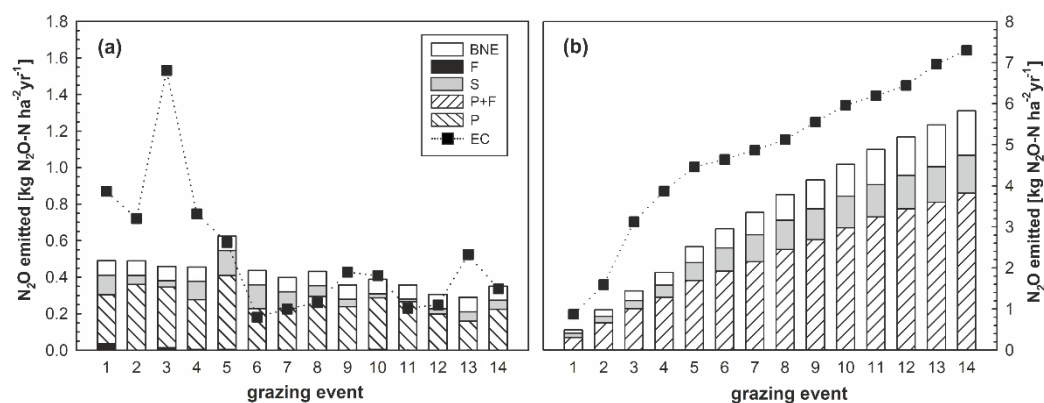 N₂O emitted [kg N₂O-N ha⁻²yr⁻¹]
1.8
1.6
1.4
1.2
1.0
0.8
0.6
0.4
0.2
0.0
(a)
BNE
F
S
P+F
P
EC
1 2 3 4 5 6 7 8 9 10 11 12 13 14
grazing event
(b)
1 2 3 4 5 6 7 8 9 10 11 12 13 14
grazing event
8
7
6
5
4
3
2
1
0
N₂O emitted [kg N₂O-N ha⁻²yr⁻¹]